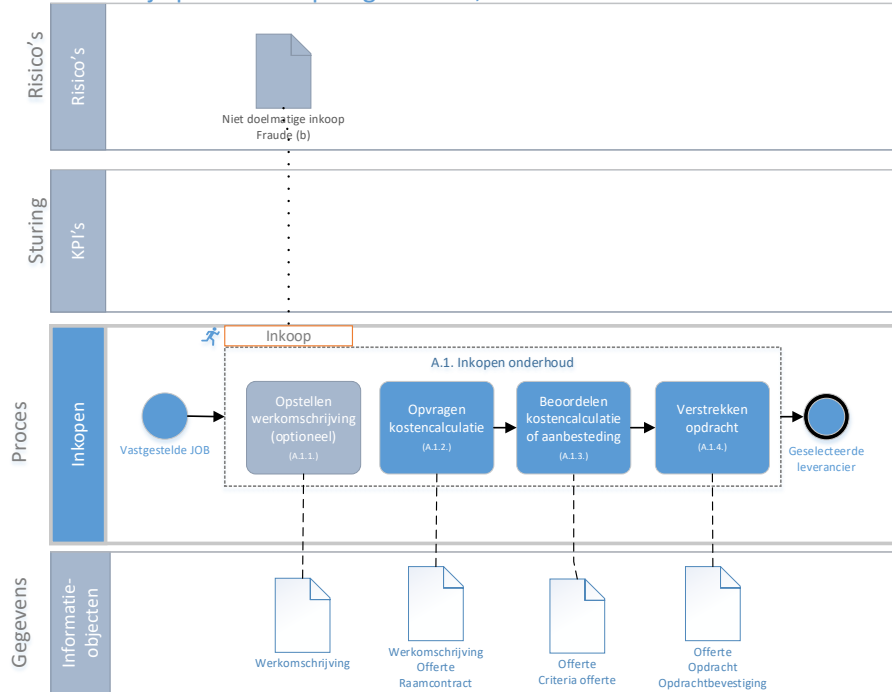 Risico's
Risico's
Niet doelmatige inkoop
Fraude (b)
Sturing
KPI's
Proces
Inkopen
Inkoop
A.1. Inkopen onderhoud
Vastgestelde JOB
Opstellen
werkomschrijving
(optioneel)
(A.1.1.)
Opvragen
kostencalculatie
(A.1.2.)
Beoordelen
kostencalculatie
of aanbesteding
(A.1.3.)
Verstrekken
opdracht
(A.1.4.)
Geselecteerde
leverancier
Gegevens
Informatie-
objecten
Werkomschrijving
Werkomschrijving
Offerte
Raamcontract
Offerte
Criteria offerte
Offerte
Opdracht
Opdrachtbevestiging